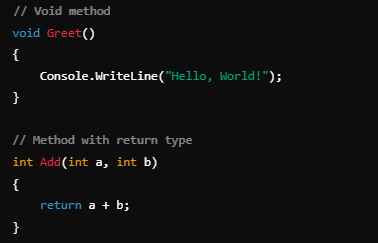 // Void method
void Greet()
{
    Console.WriteLine("Hello, World!");
}

// Method with return type
int Add(int a, int b)
{
    return a + b;
}